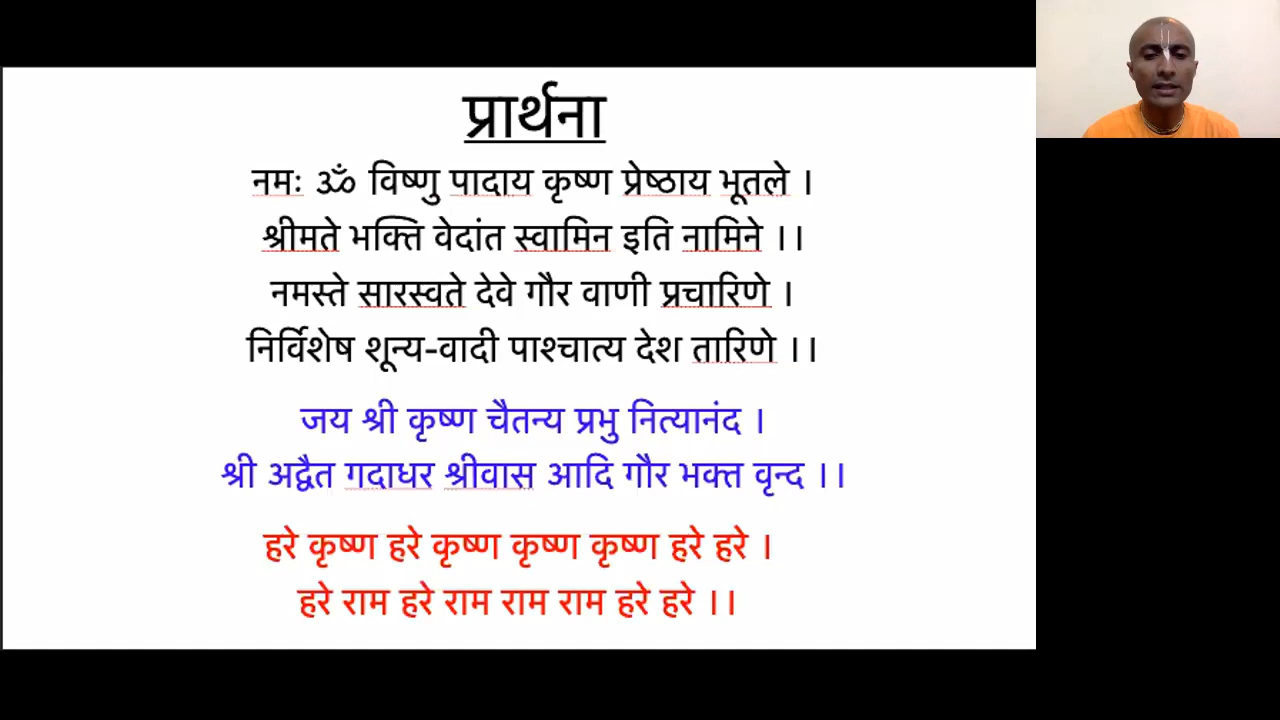 प्रार्थना
नमः ॐ विष्णु पादाय कृष्ण प्रेष्ठाय भूतले ।
श्रीमते भक्ति वेदांत स्वामिन इति नामिने ।।
नमस्ते सारस्वते देवे गौर वाणी प्रचारिणे ।
निर्विशेष शून्य-वादी पाश्चात्य देश तारिणे ।।
जय श्री कृष्ण चैतन्य प्रभु नित्यानंद ।
श्री अद्वैत गदाधर श्रीवास आदि गौर भक्त वृन्द ।।
हरे कृष्ण हरे कृष्ण कृष्ण कृष्ण हरे हरे ।
हरे राम हरे राम राम राम हरे हरे ।।